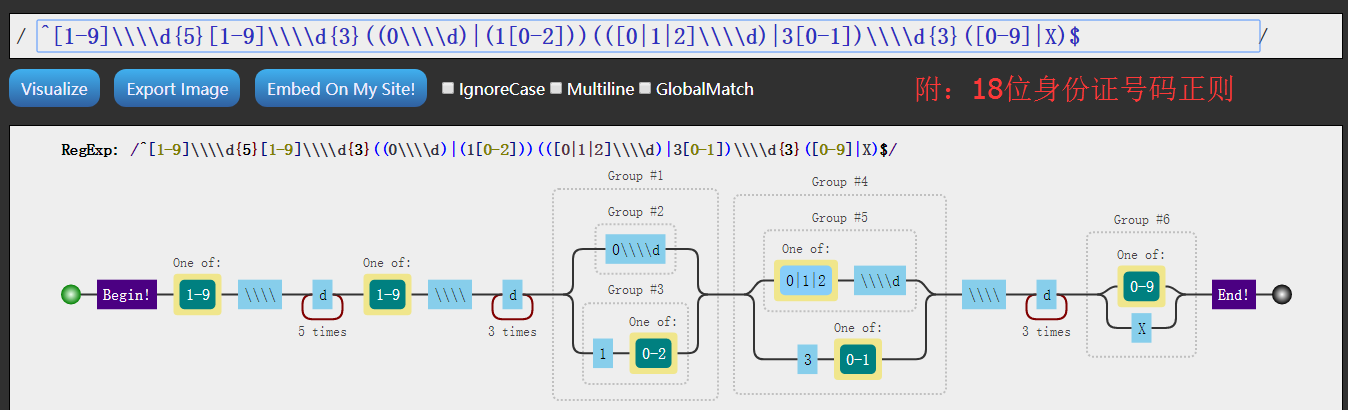 / ^[1-9]\\\\d{5}[1-9]\\\\d{3}((0\\\\d)|(1[0-2]))(([0|1|2]\\\\d)|3[0-1])\\\\d{3}([0-9]|X)$ /
Visualize Export Image Embed On My Site! IgnoreCase Multiline GlobalMatch 附：18位身份证号码正则
RegExp: /^[1-9]\\\\d{5}[1-9]\\\\d{3}((0\\\\d)|(1[0-2]))(([0|1|2]\\\\d)|3[0-1])\\\\d{3}([0-9]|X)$/
Group #1 Group #4
Group #2 Group #5 Group #6
0\\\\d One of: One of:
One of: One of: 0|1|2 \\\\d 0-9
Begin! 1-9 \\\\ d 1-9 \\\\ d Group #3 \\\\ d End!
5 times 3 times One of: One of: 3 times X
1 0-2 3 0-1